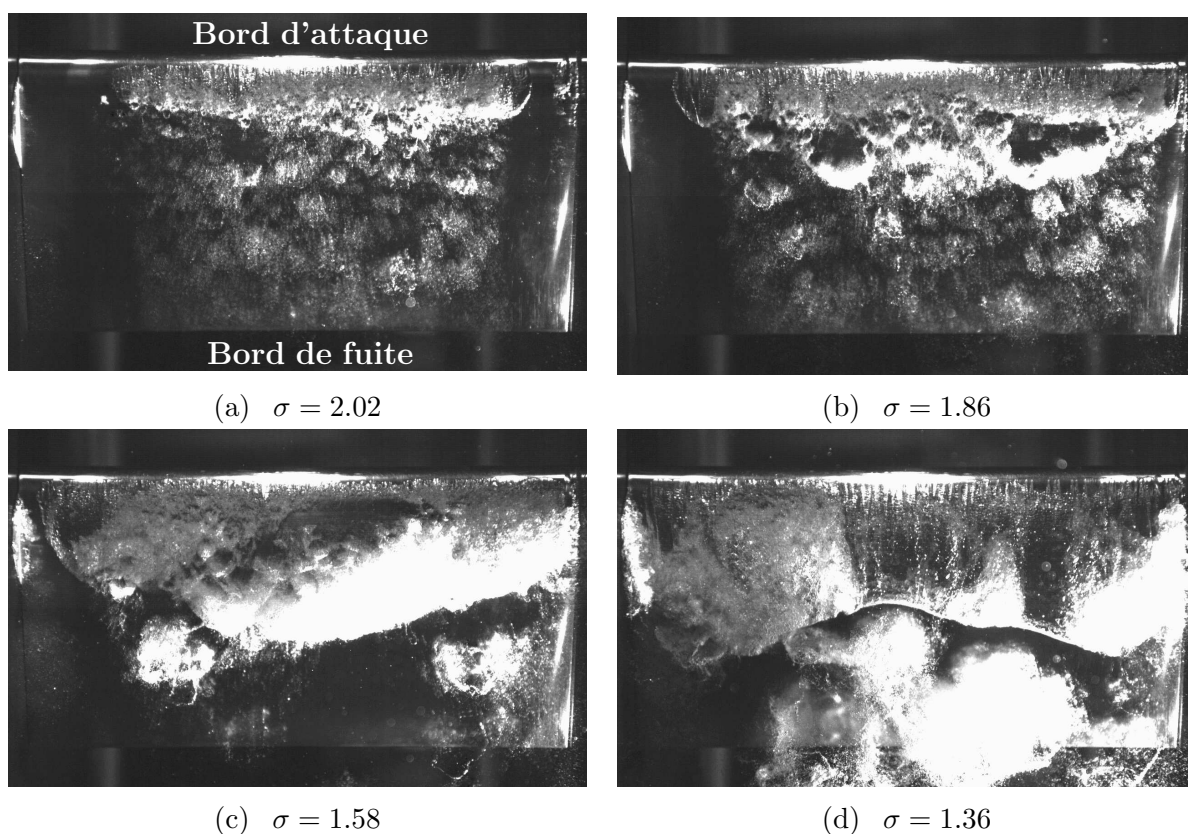 Bord d'attaque
Bord de fuite
(a) σ = 2.02
(b) σ = 1.86
(c) σ = 1.58
(d) σ = 1.36